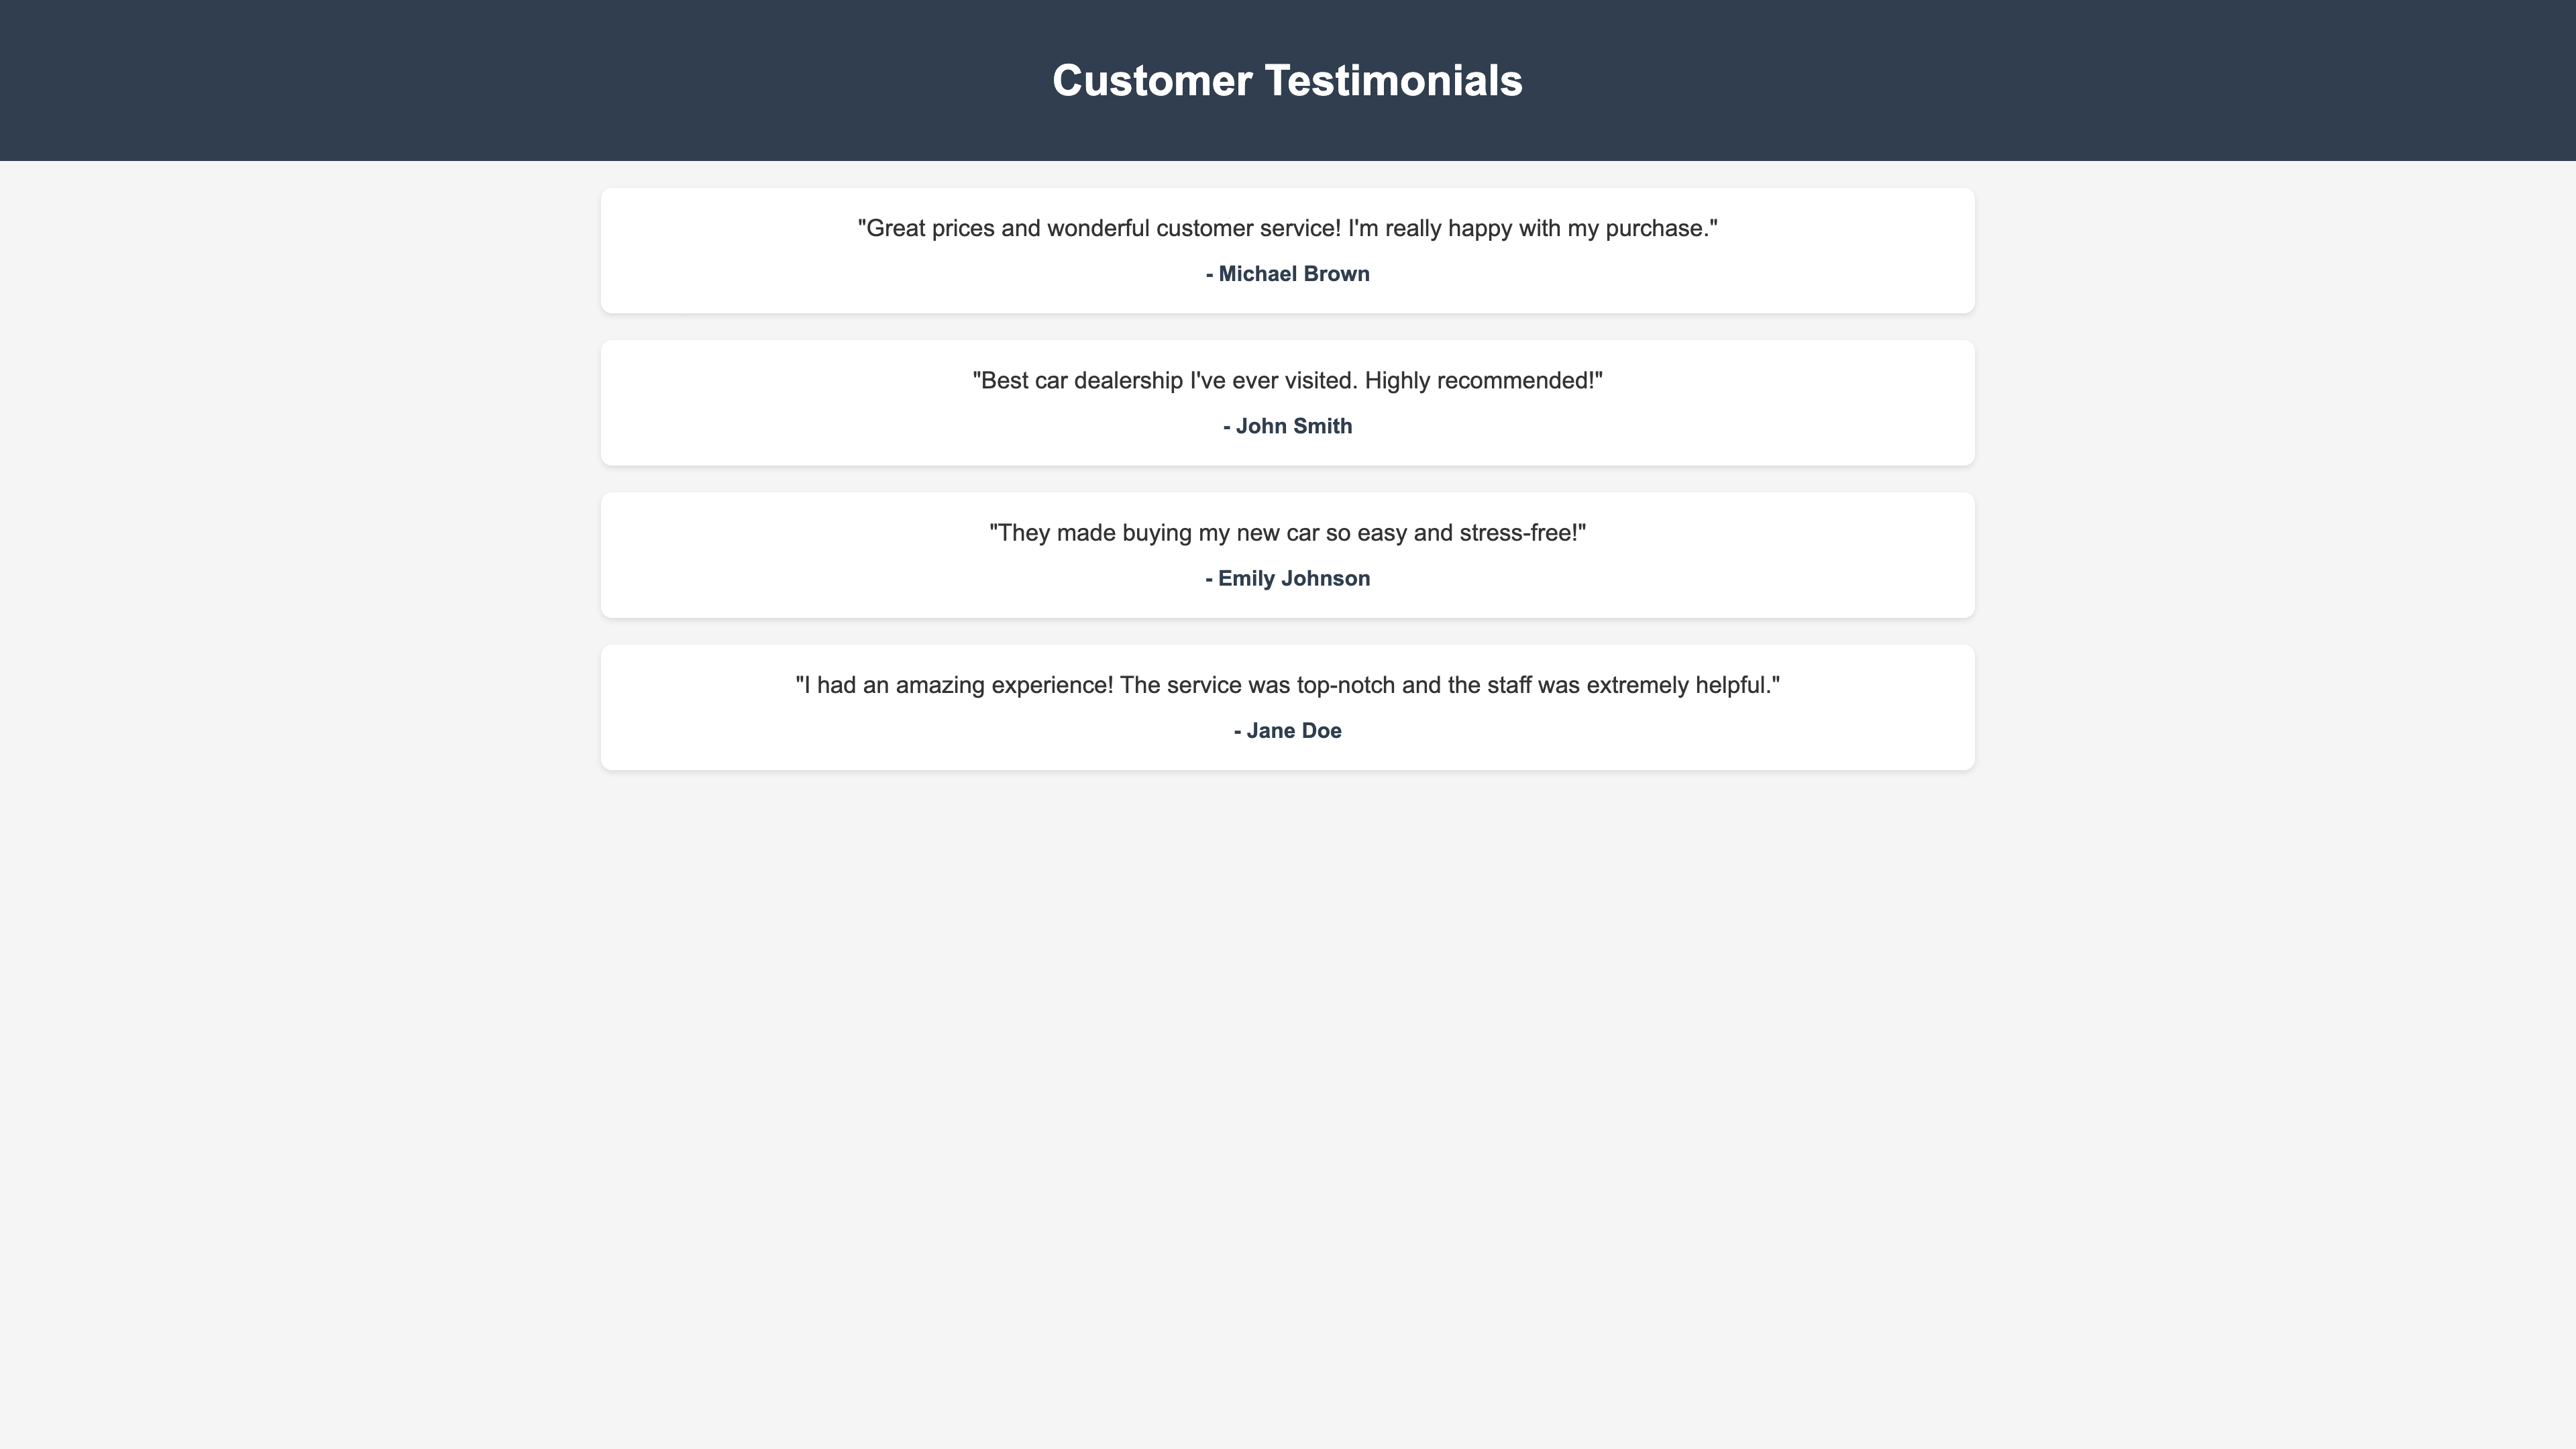 Customer Testimonials
"Great prices and wonderful customer service! I'm really happy with my purchase."
- Michael Brown
"Best car dealership I've ever visited. Highly recommended!"
- John Smith
"They made buying my new car so easy and stress-free!"
- Emily Johnson
"I had an amazing experience! The service was top-notch and the staff was extremely helpful."
- Jane Doe